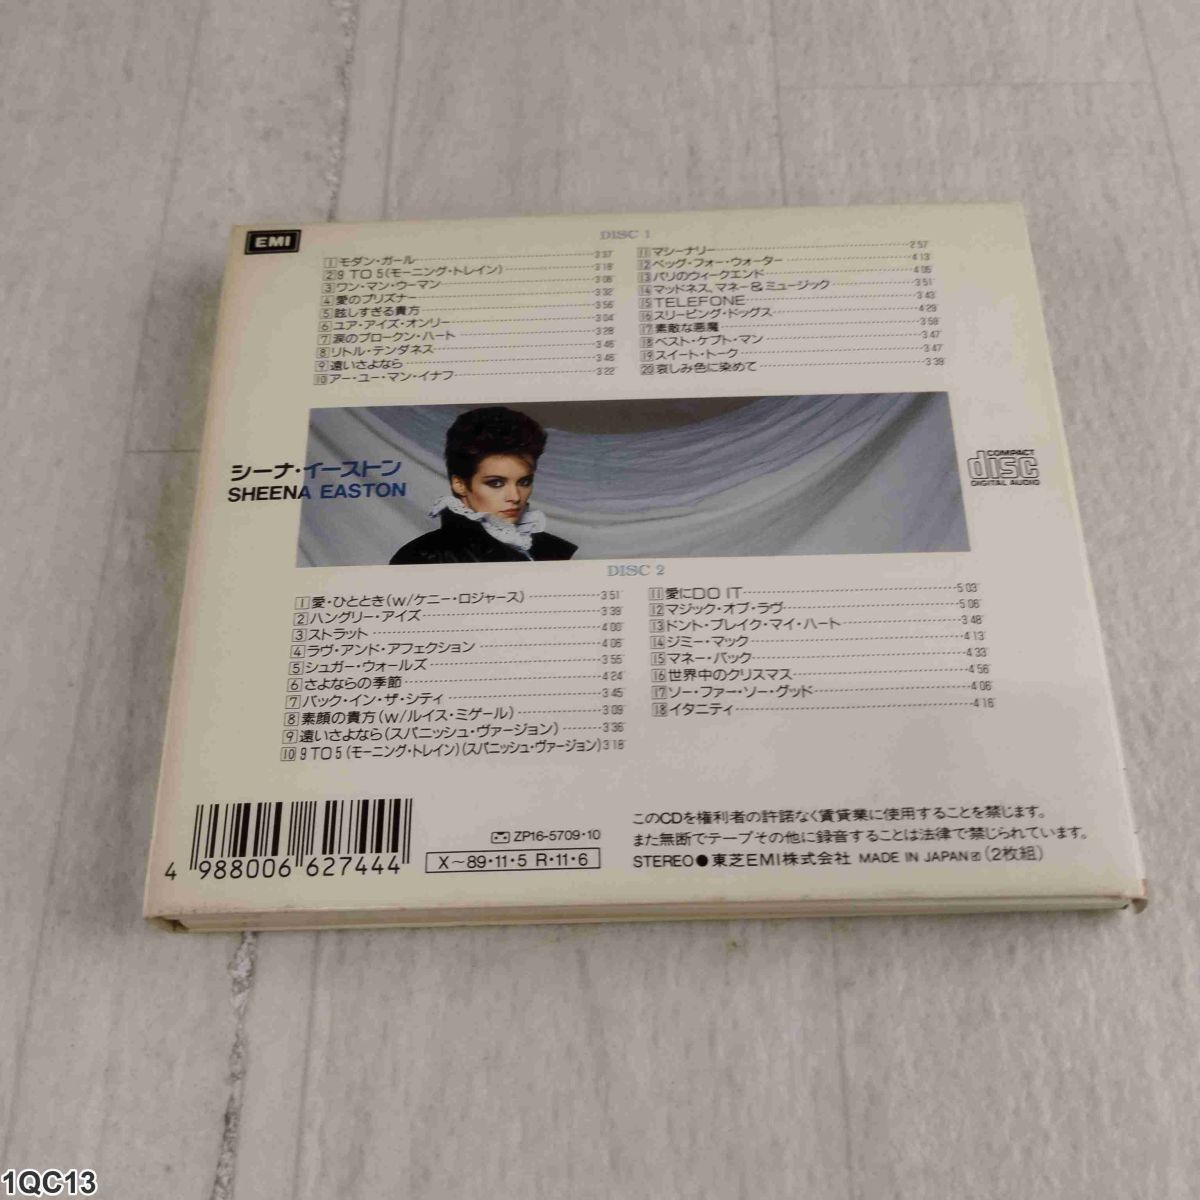 EMI
DISC 1
1 モダン・ガール 3'37"
2 9 TO 5(モーニング・トレイン) 3'18"
3 ワン・マン・ウーマン 3'08"
4 愛のプリズナー 3'32"
5 眩しすぎる貴方 3'56"
6 ユア・アイズ・オンリー 3'04"
7 涙のブロークン・ハート 3'28"
8 リトル・テンダネス 3'46"
9 遠いさよなら 3'46"
10 アー・ユー・マン・イナフ 3'22"
11 マシーナリー 2'57"
12 ベッグ・フォー・ウォーター 4'13"
13 パリのウィークエンド 4'06"
14 マッドネス、マネー&ミュージック 3'51"
15 TELEFONE 3'43"
16 スリーピング・ドッグス 4'29"
17 素敵な悪魔 3'58"
18 ベスト・ケプト・マン 3'47"
19 スイート・トーク 3'47"
20 哀しみ色に染めて 3'38"
シーナ・イーストン
SHEENA EASTON
COMPACT
disc
DIGITAL AUDIO
DISC 2
1 愛・ひととき(w/ケニー・ロジャース) 3'51"
2 ハングリー・アイズ 3'39"
3 ストラット 4'00"
4 ラヴ・アンド・アフェクション 4'06"
5 シュガー・ウォールズ 3'55"
6 さよならの季節 4'24"
7 バック・イン・ザ・シティ 3'45"
8 素顔の貴方(w/ルイス・ミゲール) 3'09"
9 遠いさよなら(スパニッシュ・ヴァージョン) 3'36"
10 9 TO 5(モーニング・トレイン)(スパニッシュ・ヴァージョン) 3'18"
11 愛にDO IT 5'03"
12 マジック・オブ・ラヴ 5'06"
13 ドント・ブレイク・マイ・ハート 3'48"
14 ジミー・マック 4'13"
15 マネー・バック 4'33"
16 世界中のクリスマス 4'56"
17 ソー・ファー・ソー・グッド 4'06"
18 イタニティ 4'16"
4 988006 627444
ZP16-5709・10
X〜89・11・5 R・11・6
このCDを権利者の許諾なく賃貸業に使用することを禁じます。
また無断でテープその他に録音することは法律で禁じられています。
STEREO●東芝EMI株式会社 MADE IN JAPAN (2枚組)
1QC13